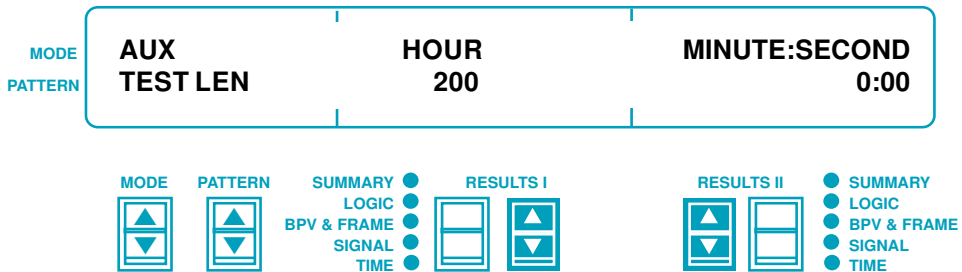 MODE AUX HOUR MINUTE:SECOND
PATTERN TEST LEN 200 0:00
MODE PATTERN SUMMARY RESULTS I RESULTS II SUMMARY
LOGIC LOGIC
BPV & FRAME BPV & FRAME
SIGNAL SIGNAL
TIME TIME